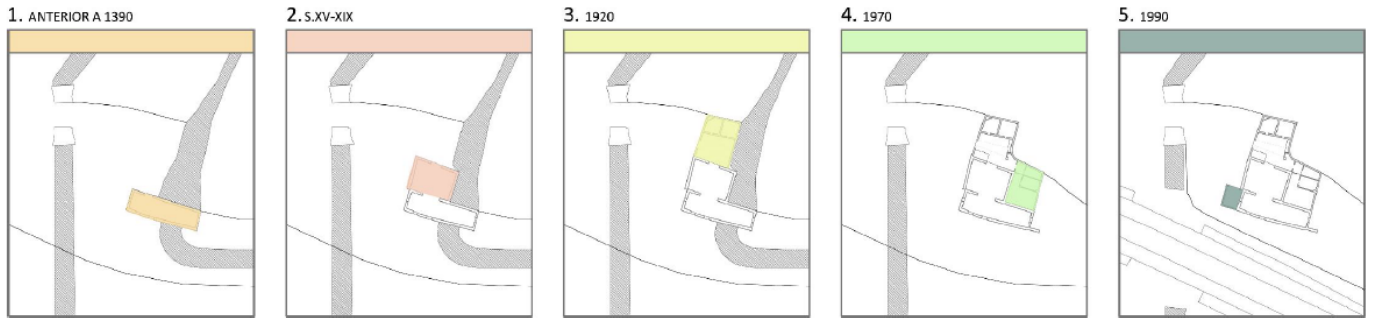 1. ANTERIOR A 1390
2. S.XV-XIX
3. 1920
4. 1970
5. 1990